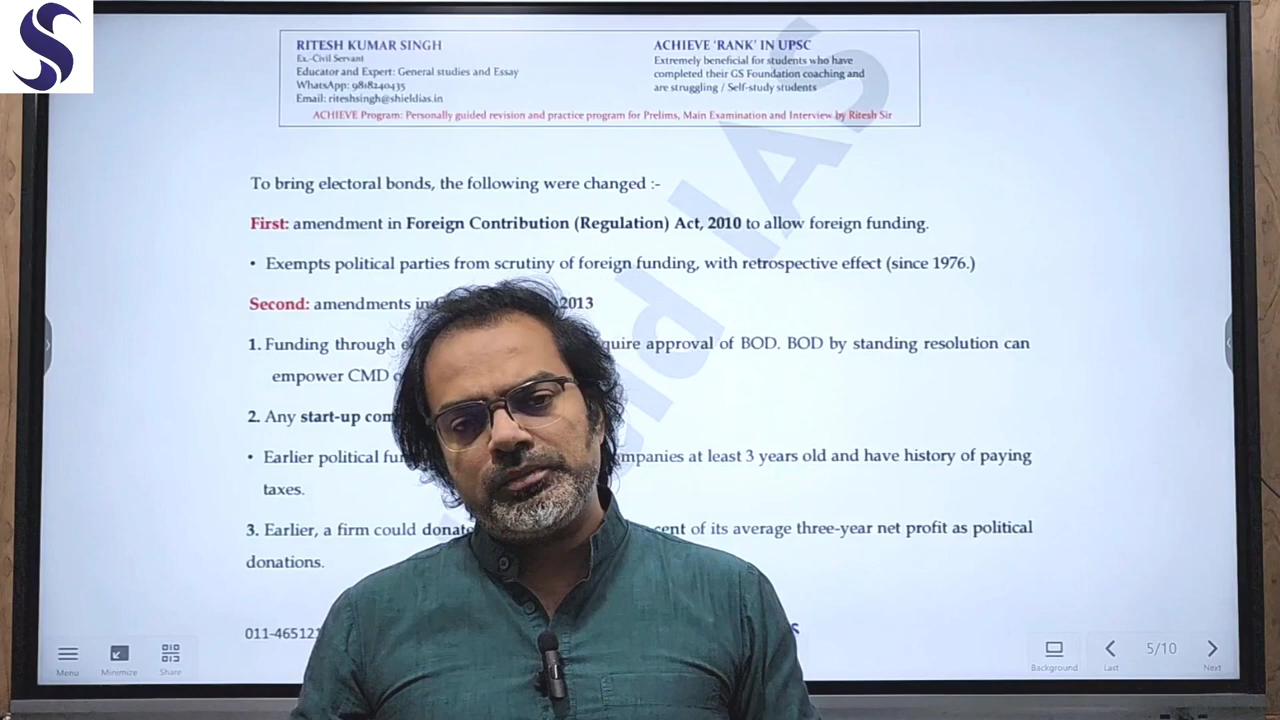 RITESH KUMAR SINGH
Ex.-Civil Servant
Educator and Expert: General studies and Essay
WhatsApp: 9818240435
Email: riteshsingh@shieldias.in
ACHIEVE 'RANK' IN UPSC
Extremely beneficial for students who have
completed their GS Foundation coaching and
are struggling / Self-study students
ACHIEVE Program: Personally guided revision and practice program for Prelims, Main Examination and Interview by Ritesh Sir
To bring electoral bonds, the following were changed :-
First: amendment in Foreign Contribution (Regulation) Act, 2010 to allow foreign funding.
• Exempts political parties from scrutiny of foreign funding, with retrospective effect (since 1976.)
Second: amendments in 2013
1. Funding through approval of BOD. BOD by standing resolution can
empower CMD
2. Any start-up
• Earlier political at least 3 years old and have history of paying
taxes.
3. Earlier, a firm could of its average three-year net profit as political
donations.
011-46512
Menu
Minimize
Share
Background
Last
5/10
Next
IAS
S